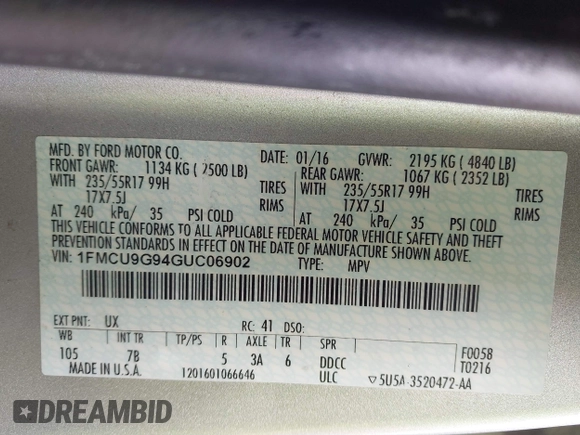 MFD. BY FORD MOTOR CO.
DATE: 01/16 GVWR: 2195 KG ( 4840 LB)
FRONT GAWR: 1134 KG ( 2500 LB) REAR GAWR: 1067 KG ( 2352 LB)
WITH 235/55R17 99H TIRES WITH 235/55R17 99H TIRES
17X7.5J RIMS 17X7.5J RIMS
AT 240 kPa/ 35 PSI COLD AT 240 kPa/ 35 PSI COLD
THIS VEHICLE CONFORMS TO ALL APPLICABLE FEDERAL MOTOR VEHICLE SAFETY AND THEFT
PREVENTION STANDARDS IN EFFECT ON THE DATE OF MANUFACTURE SHOWN ABOVE.
VIN: 1FMCU9G94GUC06902 TYPE: MPV
EXT PNT: UX RC: 41 DSO:
WB INT TR TP/PS R AXLE TR SPR
105 7B 5 3A 6 DDCC F0058
MADE IN U.S.A. 1201601066646 ULC T0216
▽5U5A-3520472-AA
DREAMBID